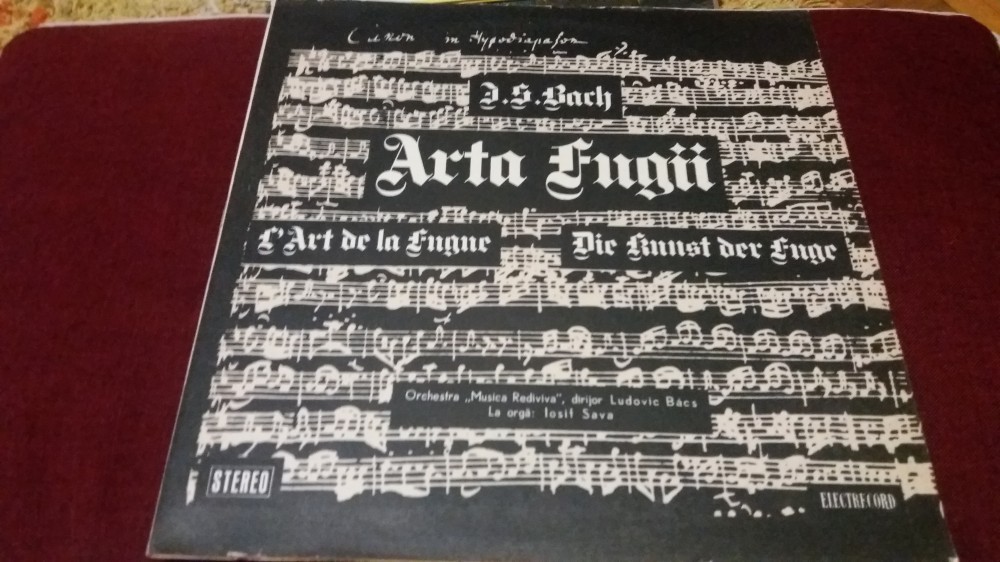 Canon in Hypodiapason
J.S.Bach
Arta Fugii
L'Art de la Fugue
Die Kunst der Fuge
Orchestra „Musica Rediviva”, dirijor Ludovic Bács
La orgă: Iosif Sava
STEREO
ELECTRECORD